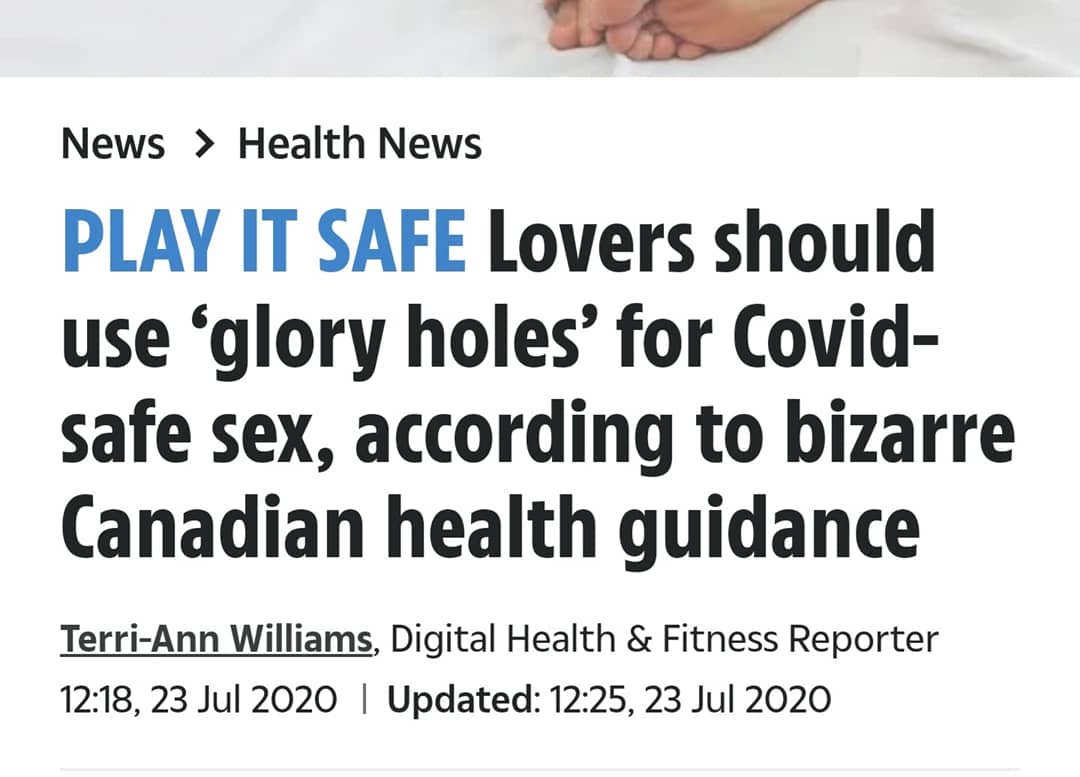 News > Health News
PLAY IT SAFE Lovers should
use ‘glory holes’ for Covid-
safe sex, according to bizarre
Canadian health guidance
Terri-Ann Williams, Digital Health & Fitness Reporter
12:18, 23 Jul 2020 | Updated: 12:25, 23 Jul 2020